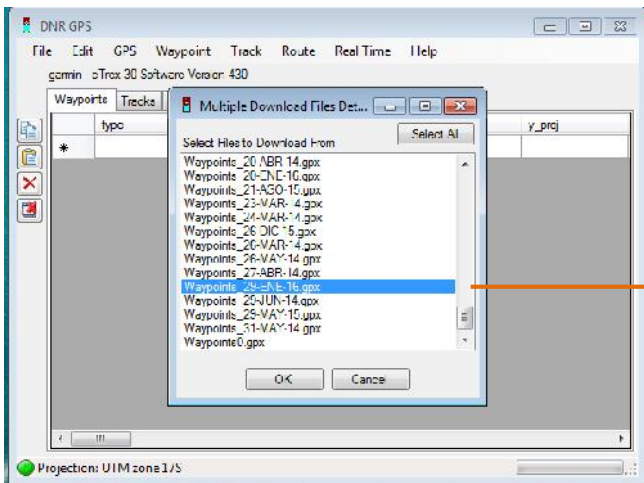 DNR GPS
File Edit GPS Waypoint Track Route Real Time Help
garmin eTrex 30 Software Version 430
Waypoints Tracks
type y_proj
*
Multiple Download Files Det...
Select Files to Download From Select All
Waypoints_20-ABR-14.gpx
Waypoints_20-ENE-16.gpx
Waypoints_21-AGO-15.gpx
Waypoints_23-MAR-14.gpx
Waypoints_24-MAR-14.gpx
Waypoints_26-DIC-15.gpx
Waypoints_26-MAR-14.gpx
Waypoints_26-MAY-14.gpx
Waypoints_27-ABR-14.gpx
Waypoints_29-ENE-16.gpx
Waypoints_29-JUN-14.gpx
Waypoints_29-MAY-15.gpx
Waypoints_31-MAY-14.gpx
Waypoints0.gpx
OK Cancel
Projection: UTM zone 17S